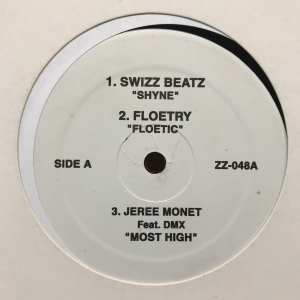 1. SWIZZ BEATZ
"SHYNE"
2. FLOETRY
"FLOETIC"
SIDE A
ZZ-048A
3. JEREE MONET
Feat. DMX
"MOST HIGH"